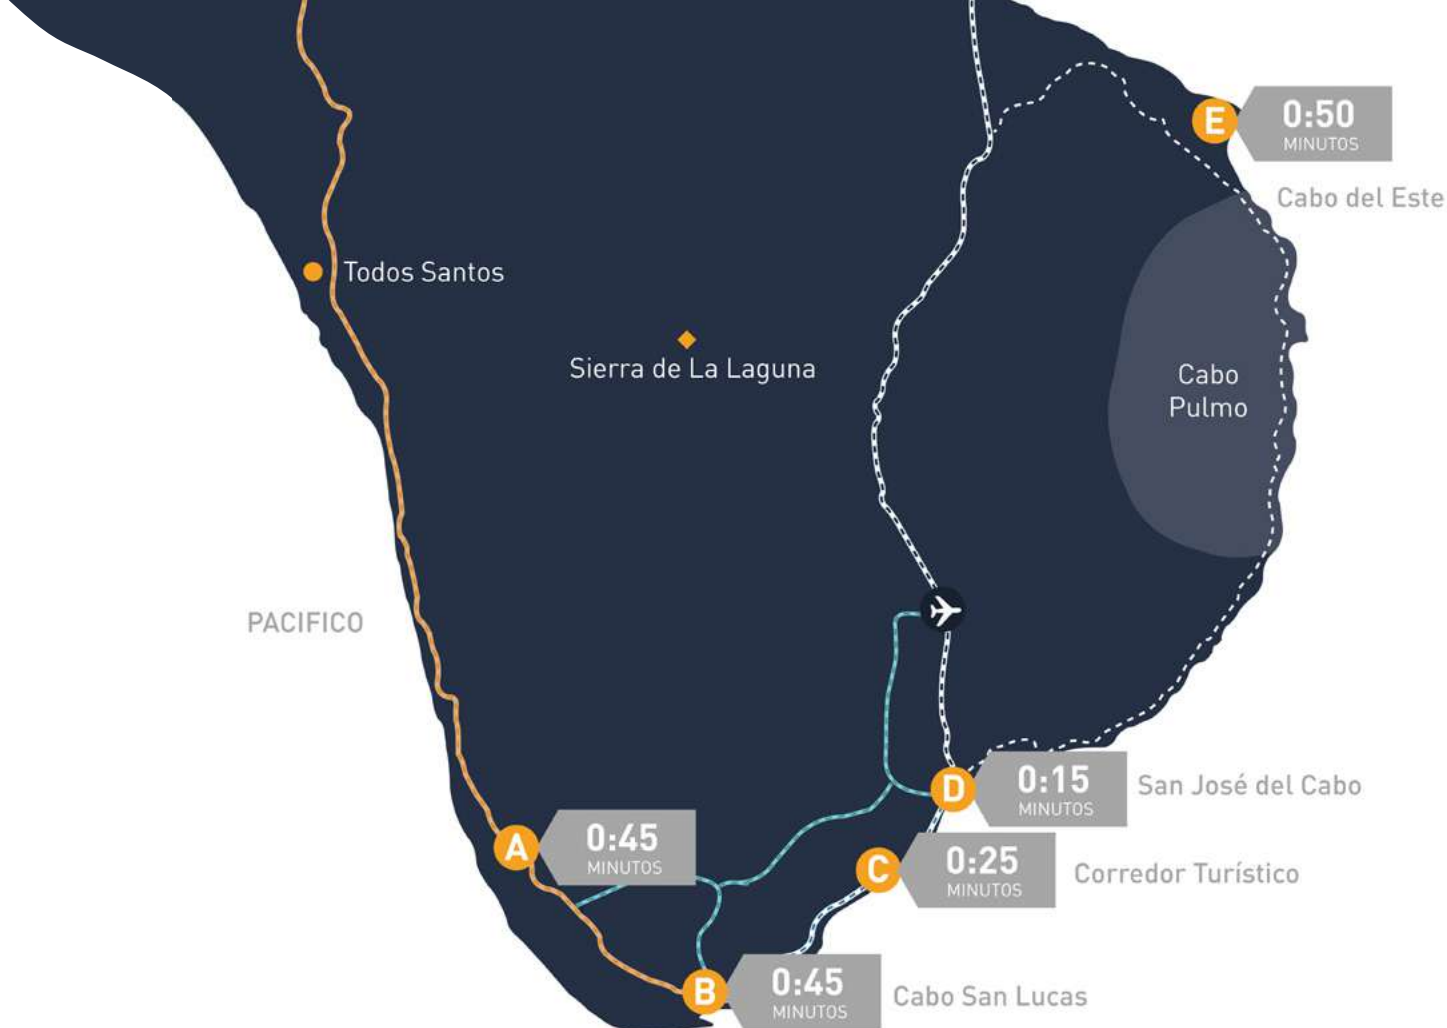 E
0:50
MINUTOS
Cabo del Este
Todos Santos
Sierra de La Laguna
Cabo
Pulmo
PACIFICO
D
0:15
MINUTOS
San José del Cabo
A
0:45
MINUTOS
C
0:25
MINUTOS
Corredor Turístico
B
0:45
MINUTOS
Cabo San Lucas